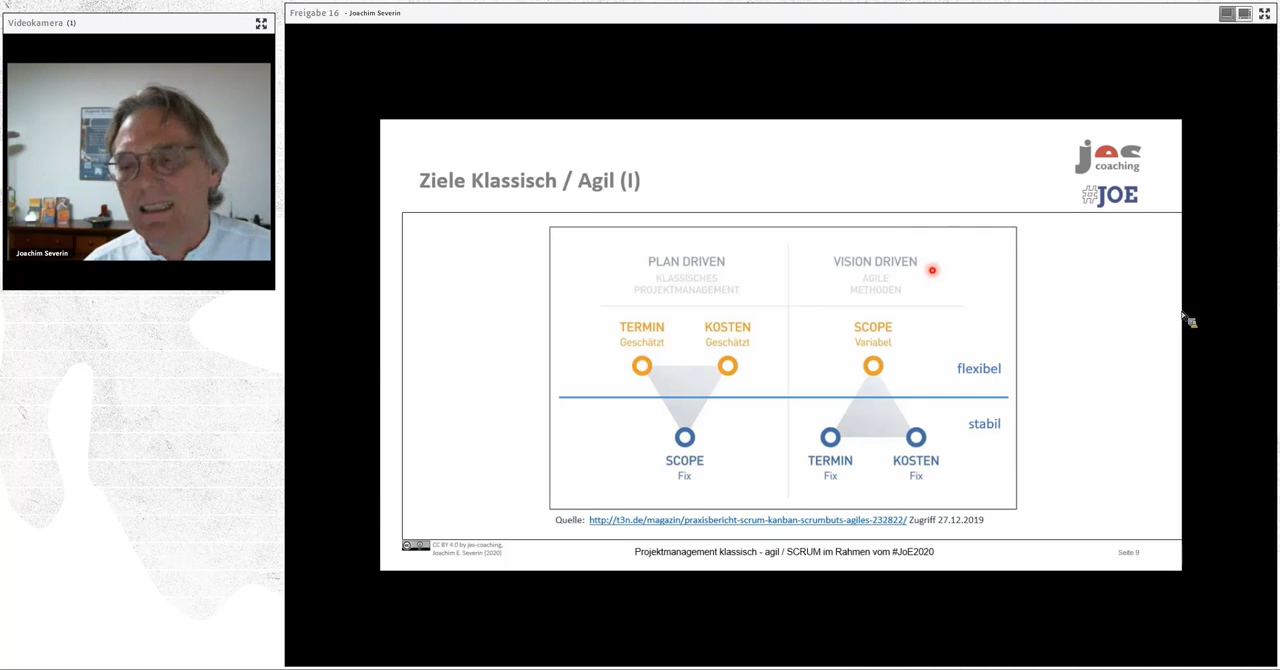 Videokamera (1)
Joachim Severin
Freigabe 16 - Joachim Severin
jes
coaching
#JOE
Ziele Klassisch / Agil (I)
PLAN DRIVEN
KLASSISCHES
PROJEKTMANAGEMENT
VISION DRIVEN
AGILE
METHODEN
TERMIN
Geschätzt
KOSTEN
Geschätzt
SCOPE
Variabel
flexibel
stabil
SCOPE
Fix
TERMIN
Fix
KOSTEN
Fix
Quelle: http://t3n.de/magazin/praxisbericht-scrum-kanban-scrumbuts-agiles-232822/ Zugriff 27.12.2019
CC BY 4.0 by jes-coaching,
Joachim E. Severin [2020]
Projektmanagement klassisch - agil / SCRUM im Rahmen vom #JoE2020
Seite 9